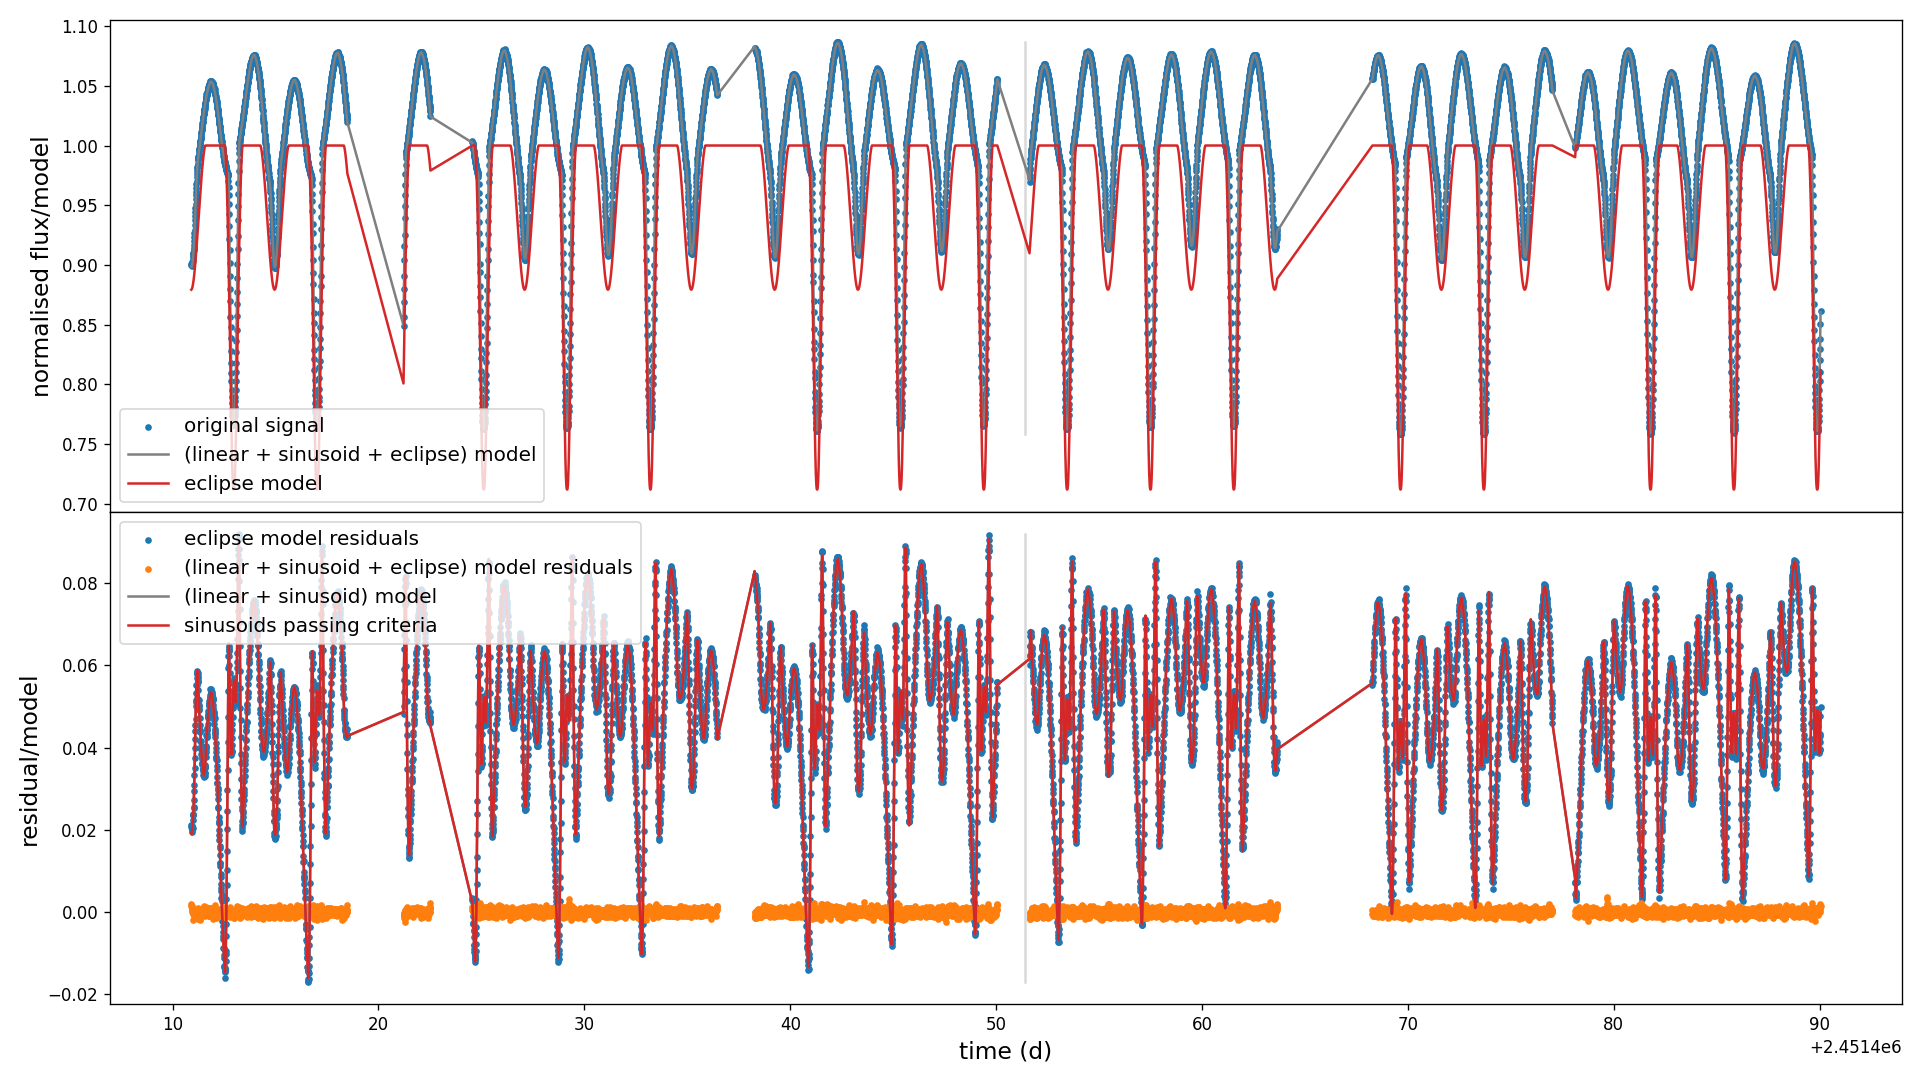 normalised flux/model
1.10
1.05
1.00
0.95
0.90
0.85
0.80
0.75
0.70
original signal
(linear + sinusoid + eclipse) model
eclipse model
residual/model
0.08
0.06
0.04
0.02
0.00
−0.02
eclipse model residuals
(linear + sinusoid + eclipse) model residuals
(linear + sinusoid) model
sinusoids passing criteria
10 20 30 40 50 60 70 80 90
time (d)
+2.4514e6